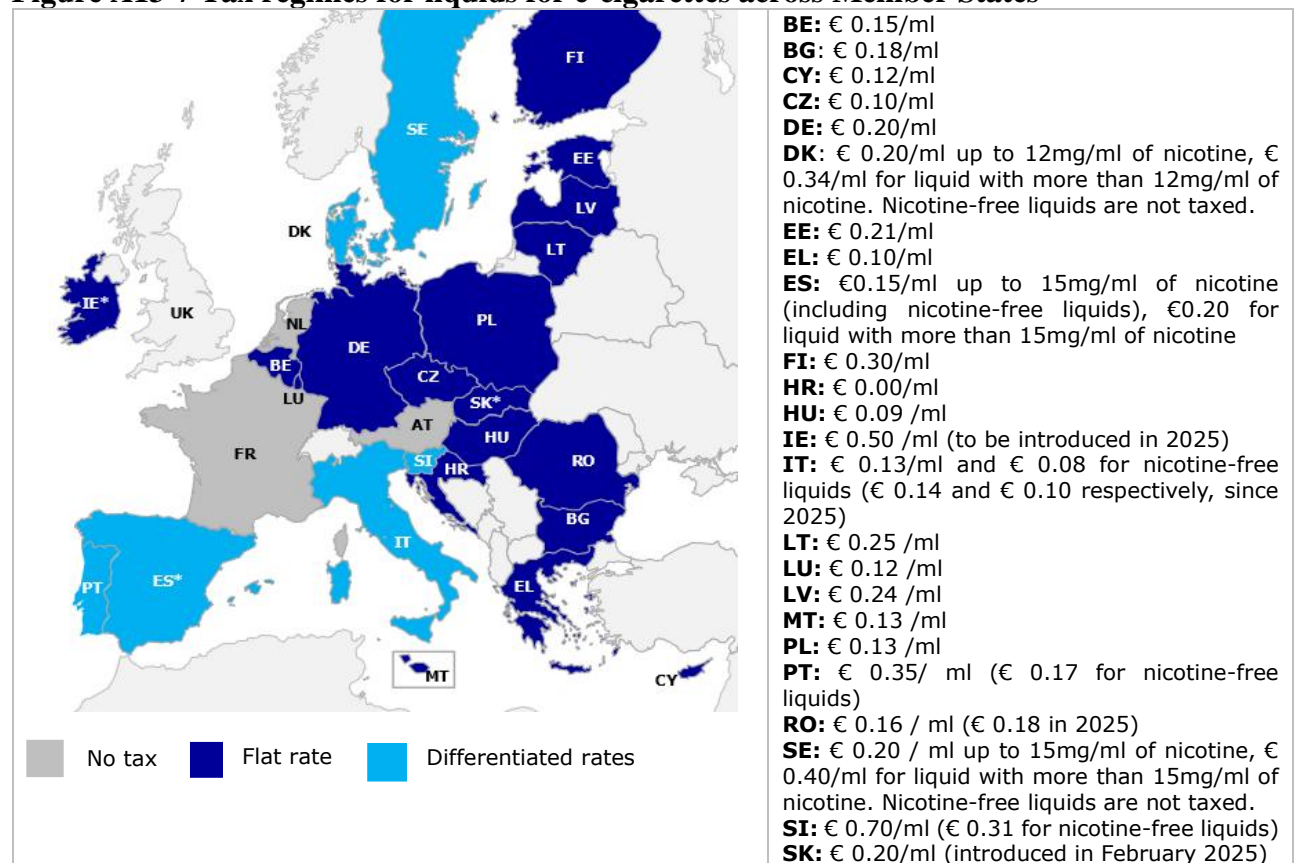 Figure A13-7 Tax regimes for liquids for e-cigarettes across Member States
FI
SE
EE
DK
LV
LT
IE*
UK
NL
PL
DE
BE
CZ
LU
SK*
AT
HU
FR
SI
HR
RO
BG
IT
PT
ES*
EL
MT
CY
No tax
Flat rate
Differentiated rates
BE: € 0.15/ml
BG: € 0.18/ml
CY: € 0.12/ml
CZ: € 0.10/ml
DE: € 0.20/ml
DK: € 0.20/ml up to 12mg/ml of nicotine, €
0.34/ml for liquid with more than 12mg/ml of
nicotine. Nicotine-free liquids are not taxed.
EE: € 0.21/ml
EL: € 0.10/ml
ES: €0.15/ml up to 15mg/ml of nicotine
(including nicotine-free liquids), €0.20 for
liquid with more than 15mg/ml of nicotine
FI: € 0.30/ml
HR: € 0.00/ml
HU: € 0.09 /ml
IE: € 0.50 /ml (to be introduced in 2025)
IT: € 0.13/ml and € 0.08 for nicotine-free
liquids (€ 0.14 and € 0.10 respectively, since
2025)
LT: € 0.25 /ml
LU: € 0.12 /ml
LV: € 0.24 /ml
MT: € 0.13 /ml
PL: € 0.13 /ml
PT: € 0.35/ ml (€ 0.17 for nicotine-free
liquids)
RO: € 0.16 / ml (€ 0.18 in 2025)
SE: € 0.20 / ml up to 15mg/ml of nicotine, €
0.40/ml for liquid with more than 15mg/ml of
nicotine. Nicotine-free liquids are not taxed.
SI: € 0.70/ml (€ 0.31 for nicotine-free liquids)
SK: € 0.20/ml (introduced in February 2025)